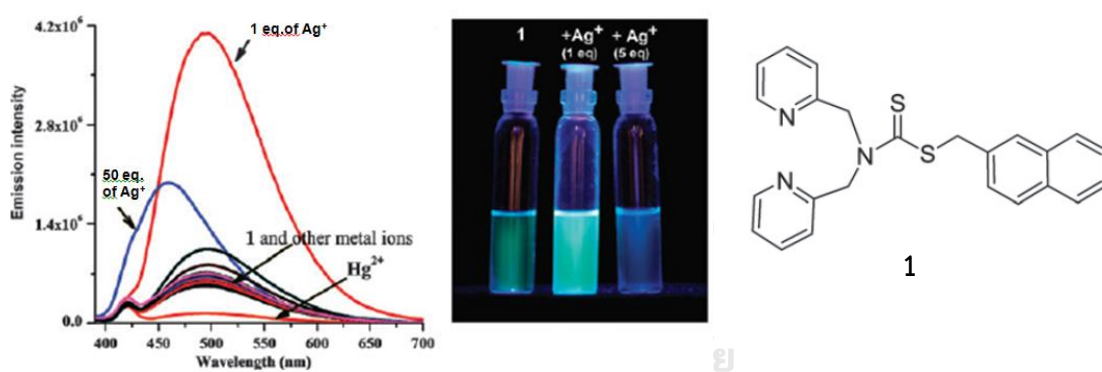 4.2x10⁶
2.8x10⁶
1.4x10⁶
0.0
Emission intensity
1 eq.of Ag⁺
50 eq.
of Ag⁺
1 and other metal ions
Hg²⁺
400 450 500 550 600 650 700
Wavelength (nm)
1 +Ag⁺ + Ag⁺
(1 eq) (5 eq)
N
N
N
S
S
1
ย